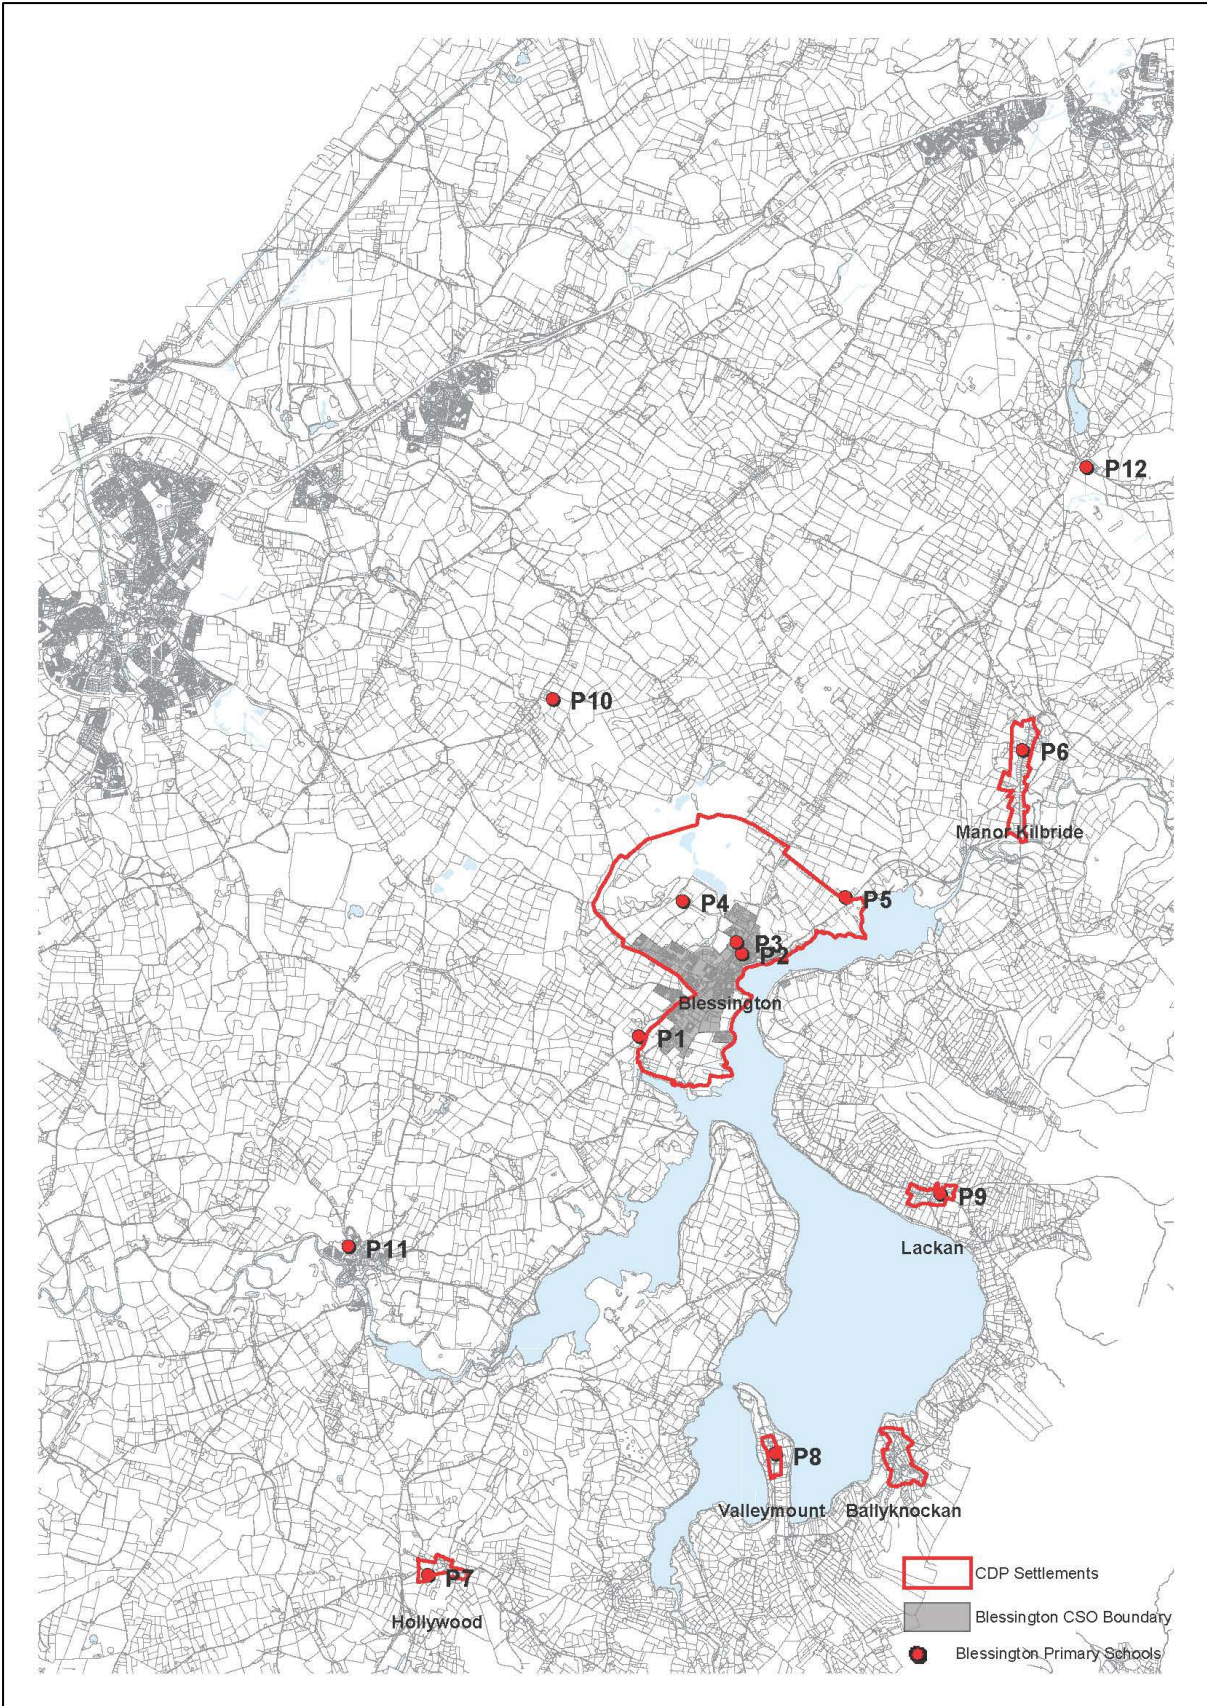 P12
P10
P6
Manor Kilbride
P5
P4
P3
P2
Blessington
P1
P9
Lackan
P11
P8
Valleymount
Ballyknockan
P7
Hollywood
CDP Settlements
Blessington CSO Boundary
Blessington Primary Schools